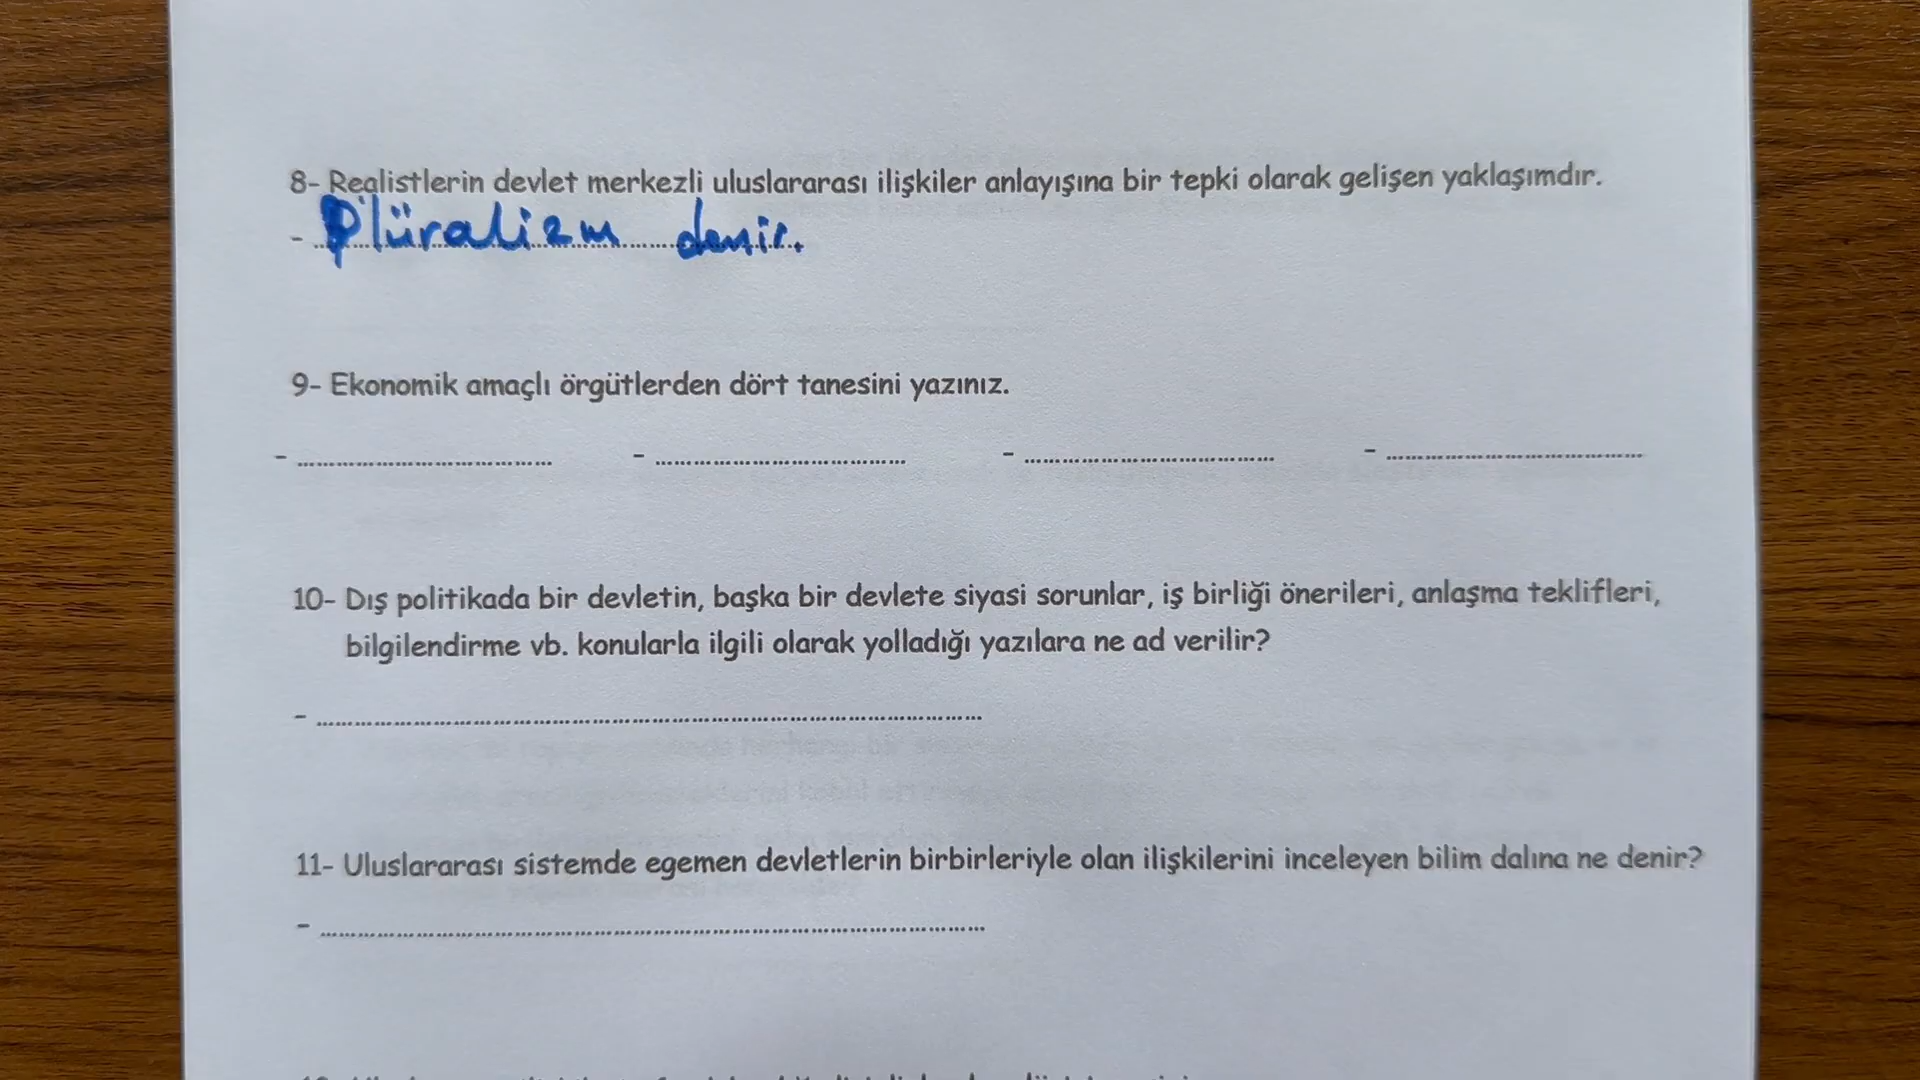 8- Realistlerin devlet merkezli uluslararası ilişkiler anlayışına bir tepki olarak gelişen yaklaşımdır.
- Plüralizm denir.
9- Ekonomik amaçlı örgütlerden dört tanesini yazınız.
- ........................................ - ........................................ - ........................................ - ........................................
10- Dış politikada bir devletin, başka bir devlete siyasi sorunlar, iş birliği önerileri, anlaşma teklifleri,
bilgilendirme vb. konularla ilgili olarak yolladığı yazılara ne ad verilir?
- ....................................................................................................
11- Uluslararası sistemde egemen devletlerin birbirleriyle olan ilişkilerini inceleyen bilim dalına ne denir?
- ....................................................................................................